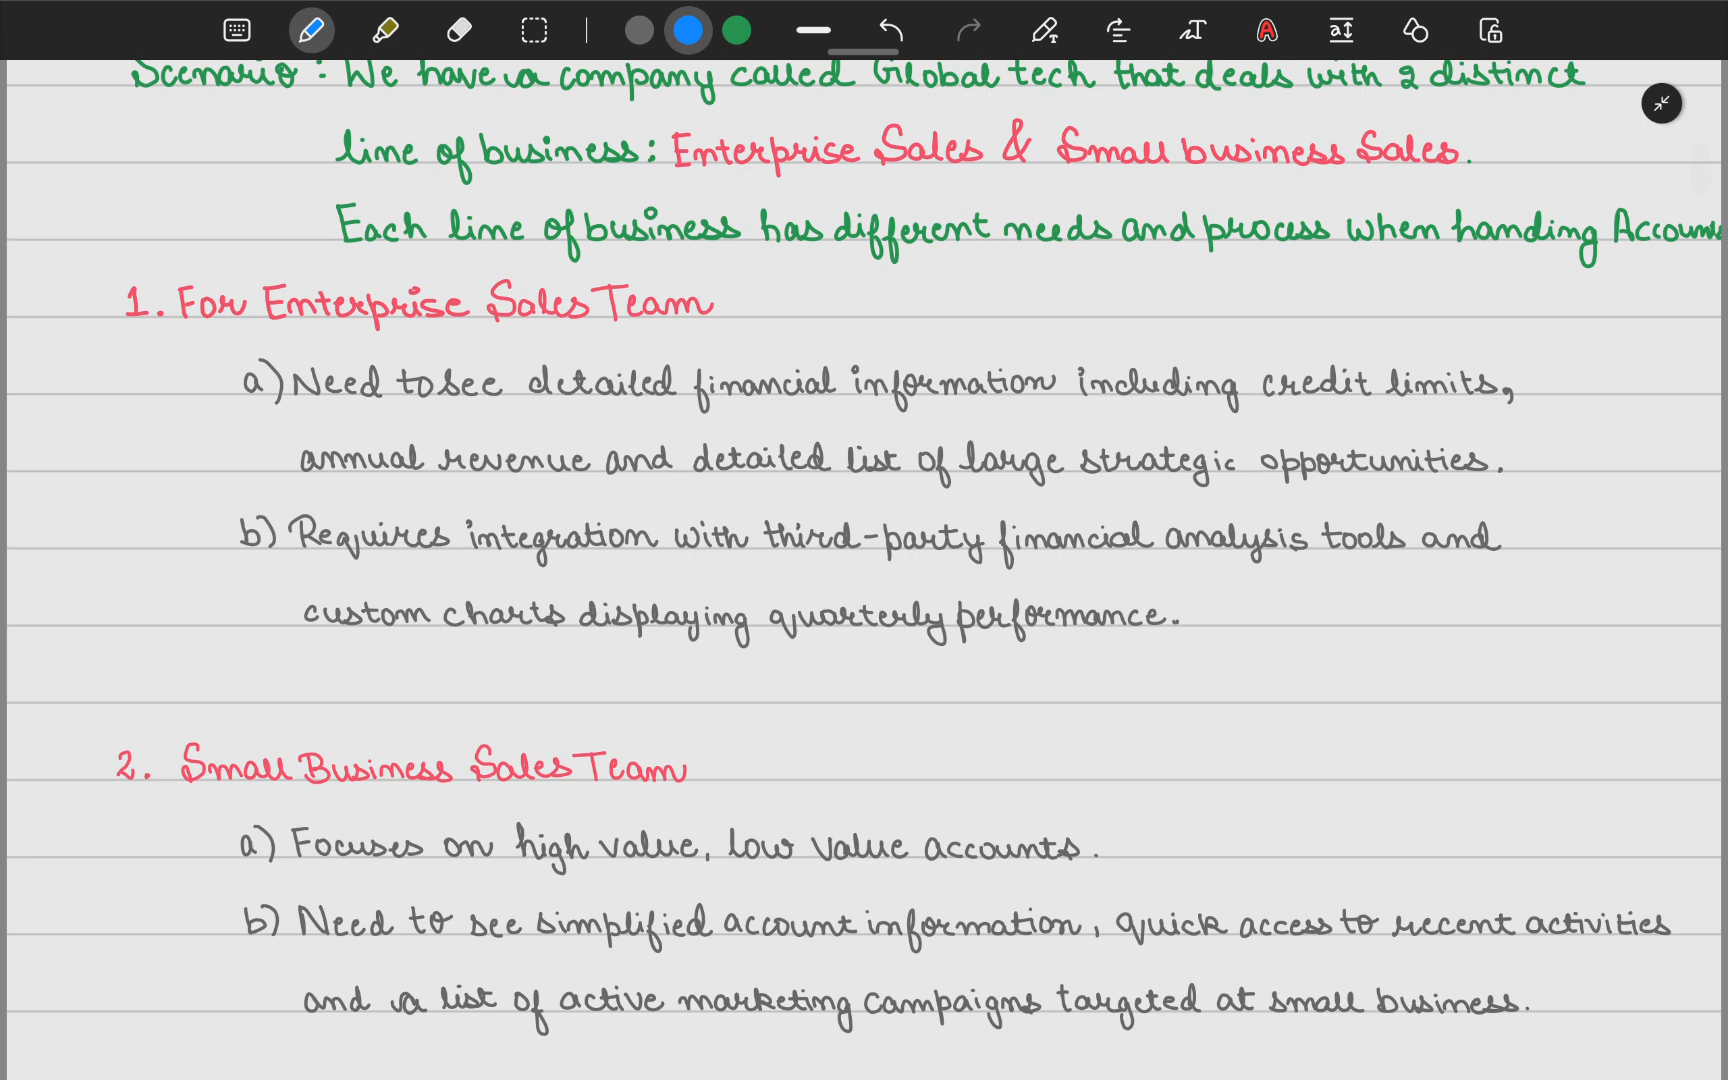 Scenario : We have a company called Global tech that deals with 2 distinct
line of business: Enterprise Sales & Small business Sales.
Each line of business has different needs and process when handing Accounts
1. For Enterprise Sales Team
a) Need to see detailed financial information including credit limits,
annual revenue and detailed list of large strategic opportunities.
b) Requires integration with third-party financial analysis tools and
custom charts displaying quarterly performance.
2. Small Business Sales Team
a) Focuses on high value, low value accounts.
b) Need to see simplified account information, quick access to recent activities
and a list of active marketing campaigns targeted at small business.